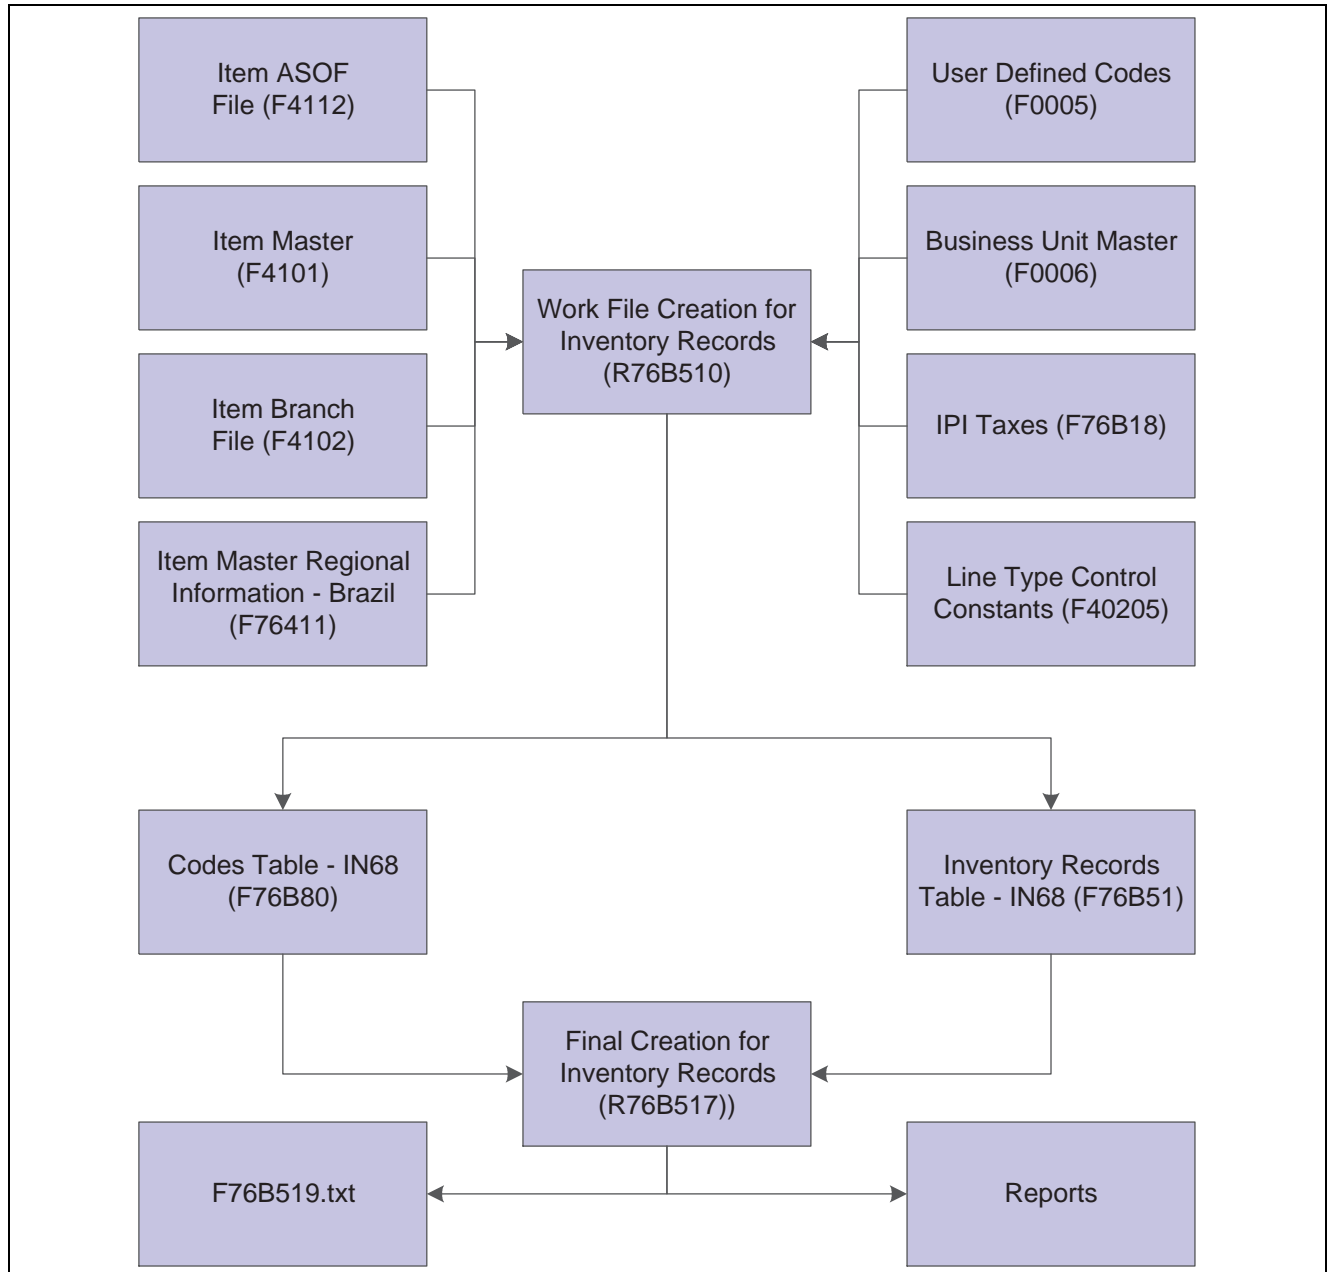 Item ASOF
File (F4112)
User Defined Codes
(F0005)
Item Master
(F4101)
Business Unit Master
(F0006)
Work File Creation for
Inventory Records
(R76B510)
Item Branch
File (F4102)
IPI Taxes (F76B18)
Item Master Regional
Information - Brazil
(F76411)
Line Type Control
Constants (F40205)
Codes Table - IN68
(F76B80)
Inventory Records
Table - IN68 (F76B51)
Final Creation for
Inventory Records
(R76B517))
F76B519.txt
Reports